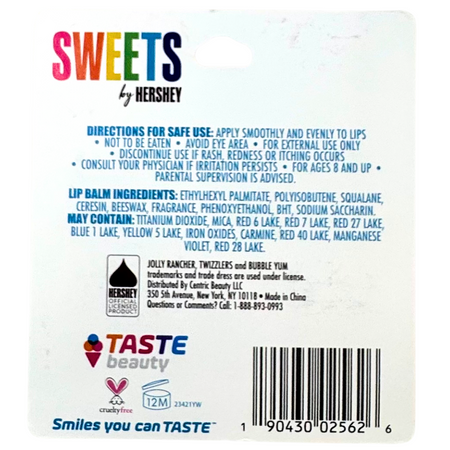 SWEETS
by HERSHEY
DIRECTIONS FOR SAFE USE: APPLY SMOOTHLY AND EVENLY TO LIPS
• NOT TO BE EATEN • AVOID EYE AREA • FOR EXTERNAL USE ONLY
• DISCONTINUE USE IF RASH, REDNESS OR ITCHING OCCURS
• CONSULT YOUR PHYSICIAN IF IRRITATION PERSISTS • FOR AGES 8 AND UP •
PARENTAL SUPERVISION IS ADVISED.
LIP BALM INGREDIENTS: ETHYLHEXYL PALMITATE, POLYISOBUTENE, SQUALANE,
CERESIN, BEESWAX, FRAGRANCE, PHENOXYETHANOL, BHT, SODIUM SACCHARIN.
MAY CONTAIN: TITANIUM DIOXIDE, MICA, RED 6 LAKE, RED 7 LAKE, RED 27 LAKE,
BLUE 1 LAKE, YELLOW 5 LAKE, IRON OXIDES, CARMINE, RED 40 LAKE, MANGANESE
VIOLET, RED 28 LAKE.
HERSHEY
OFFICIAL
LICENSED
PRODUCT
JOLLY RANCHER, TWIZZLERS and BUBBLE YUM
trademarks and trade dress are used under license.
Distributed By Centric Beauty LLC
350 5th Avenue, New York, NY 10118 • Made in China
Questions or Comments? Call: 1-888-893-0993
TASTE
beauty
crueltyfree
12M
23421YW
Smiles you can TASTE™
1 90430 02562 6